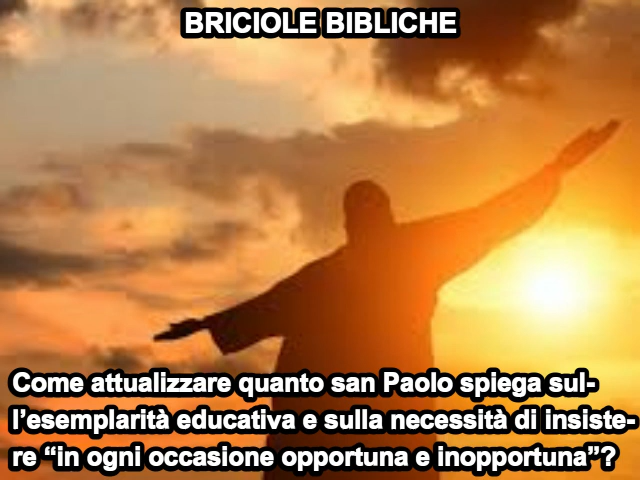 BRICIOLE BIBLICHE
Come attualizzare quanto san Paolo spiega sul-
l’esemplarità educativa e sulla necessità di insiste-
re “in ogni occasione opportuna e inopportuna”?